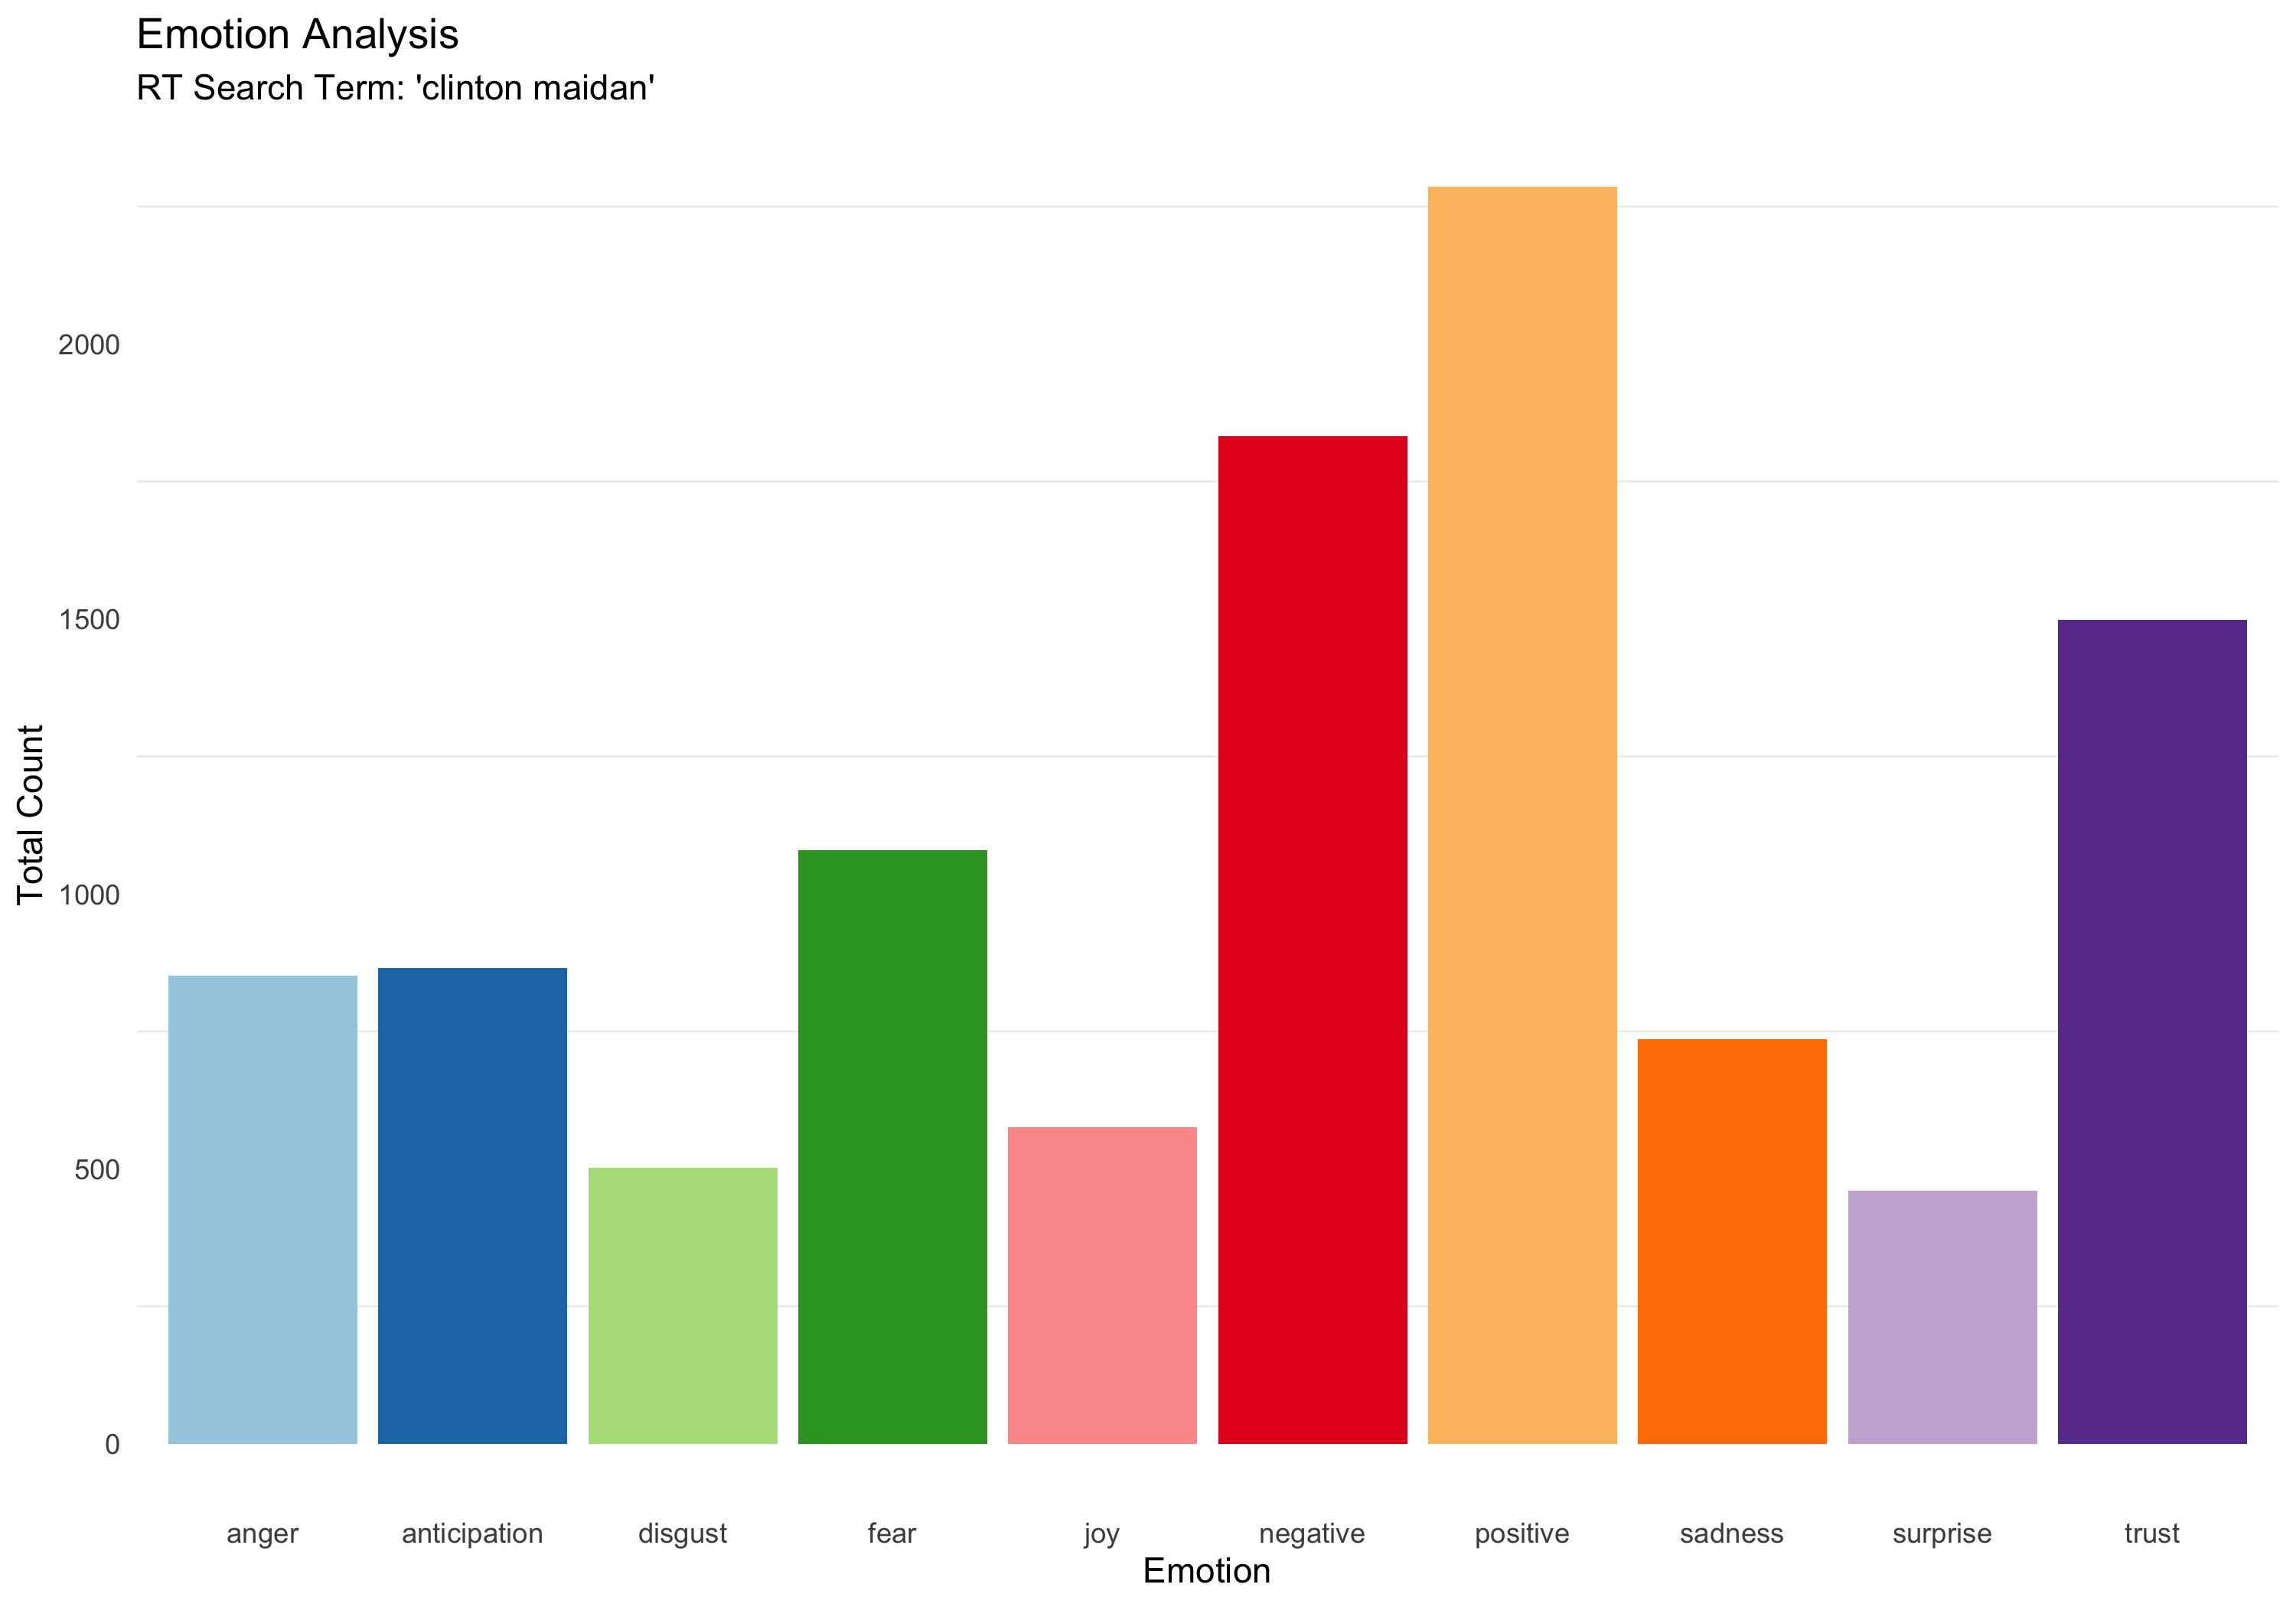 Emotion Analysis
RT Search Term: 'clinton maidan'
Total Count
2000
1500
1000
500
0
anger anticipation disgust fear joy negative positive sadness surprise trust
Emotion